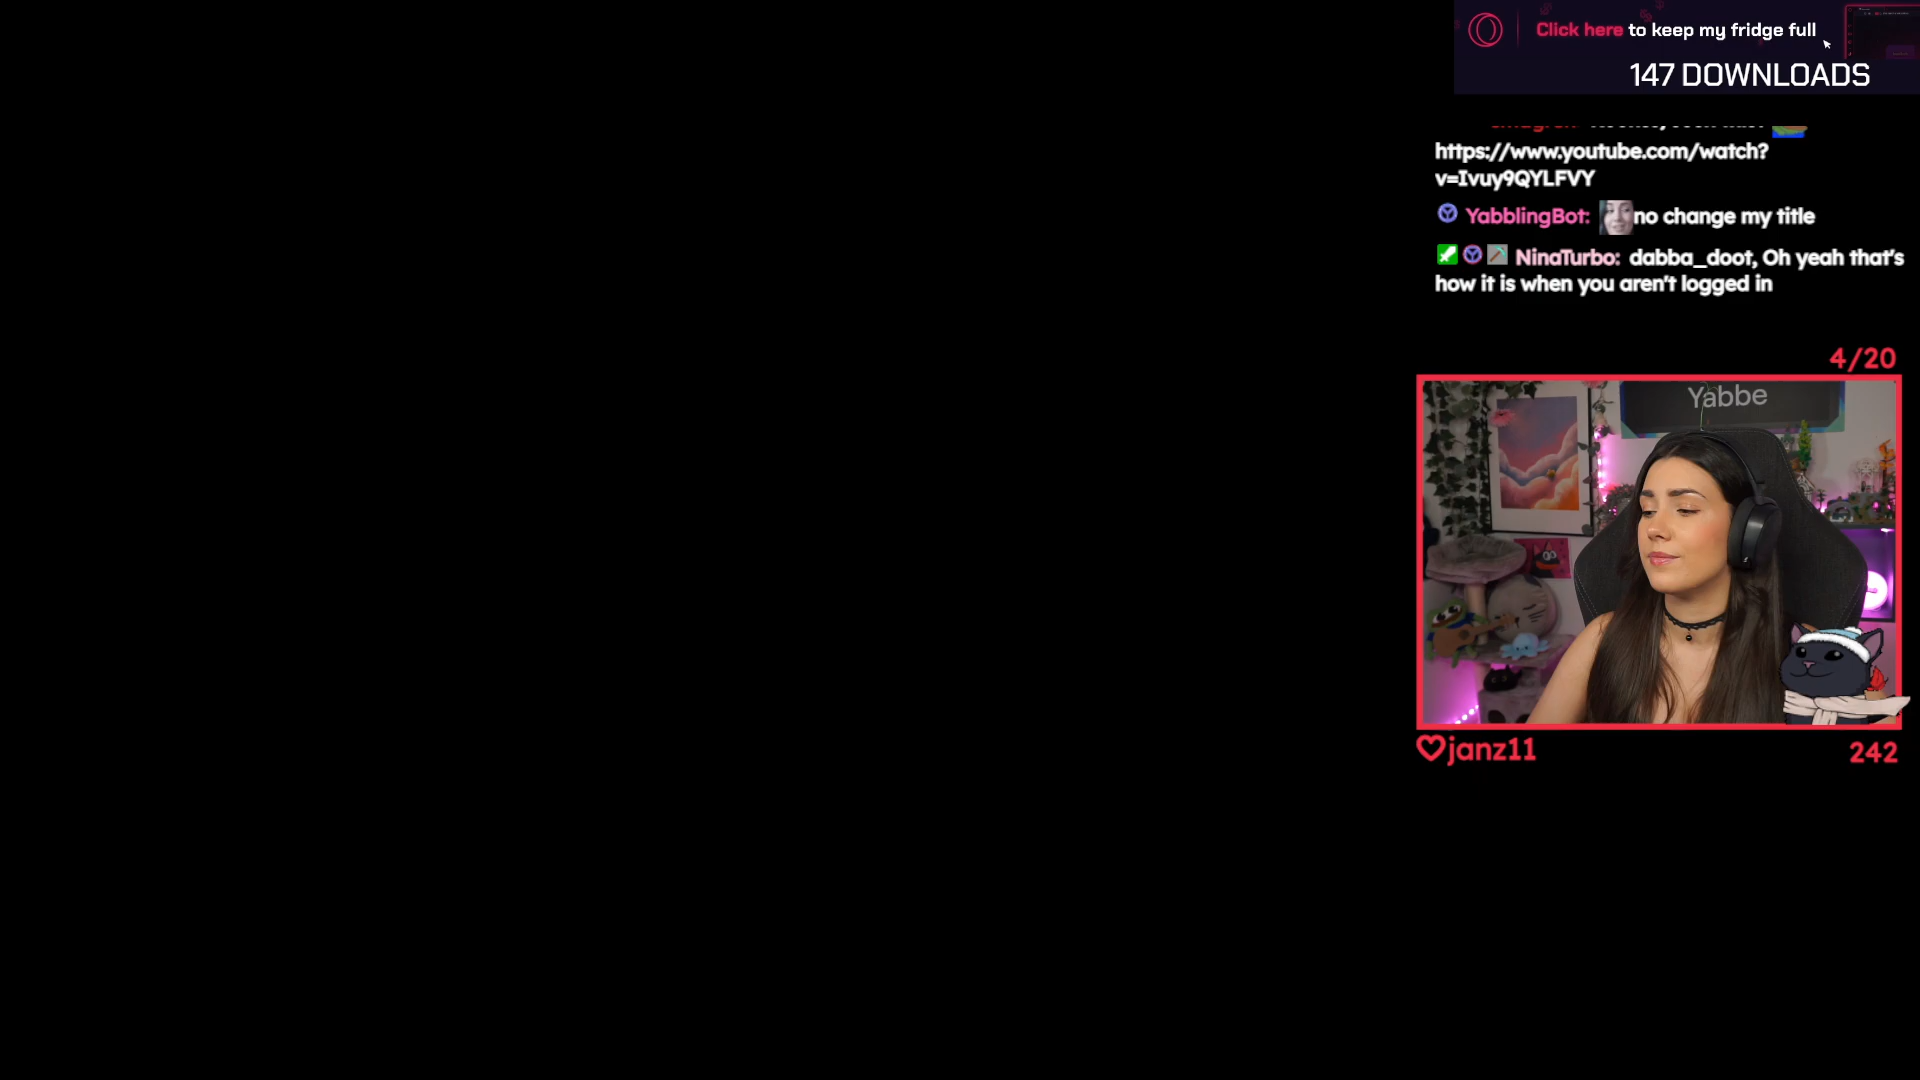 Click here to keep my fridge full
147 DOWNLOADS
https://www.youtube.com/watch?
v=Ivuy9QYLFVY
YabblingBot: no change my title
NinaTurbo: dabba_doot, Oh yeah that's
how it is when you aren't logged in
4/20
Yabbe
janz11
242